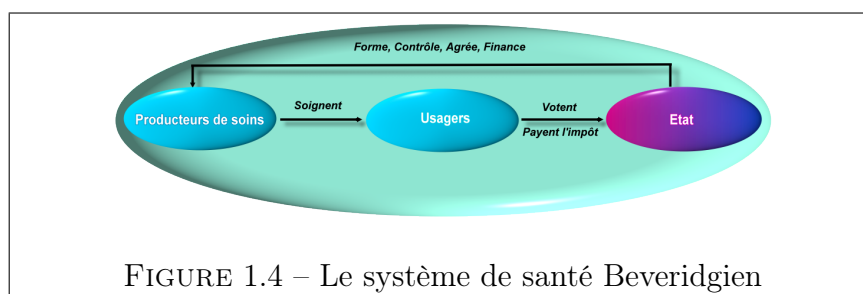 Forme, Contrôle, Agrée, Finance
Producteurs de soins
Soignent
Usagers
Votent
Payent l'impôt
Etat
FIGURE 1.4 – Le système de santé Beveridgien